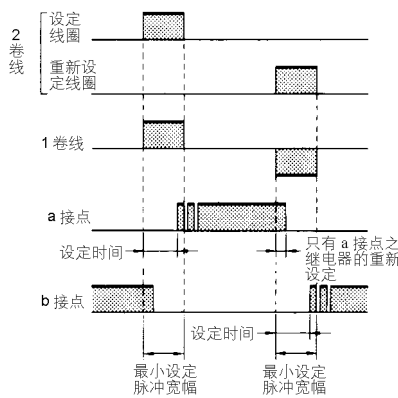 2卷线
设定
线圈
重新设
定线圈
1卷线
a接点
设定时间
只有a接点之
继电器的重新
设定
b接点
设定时间
最小设定
脉冲宽幅
最小设定
脉冲宽幅